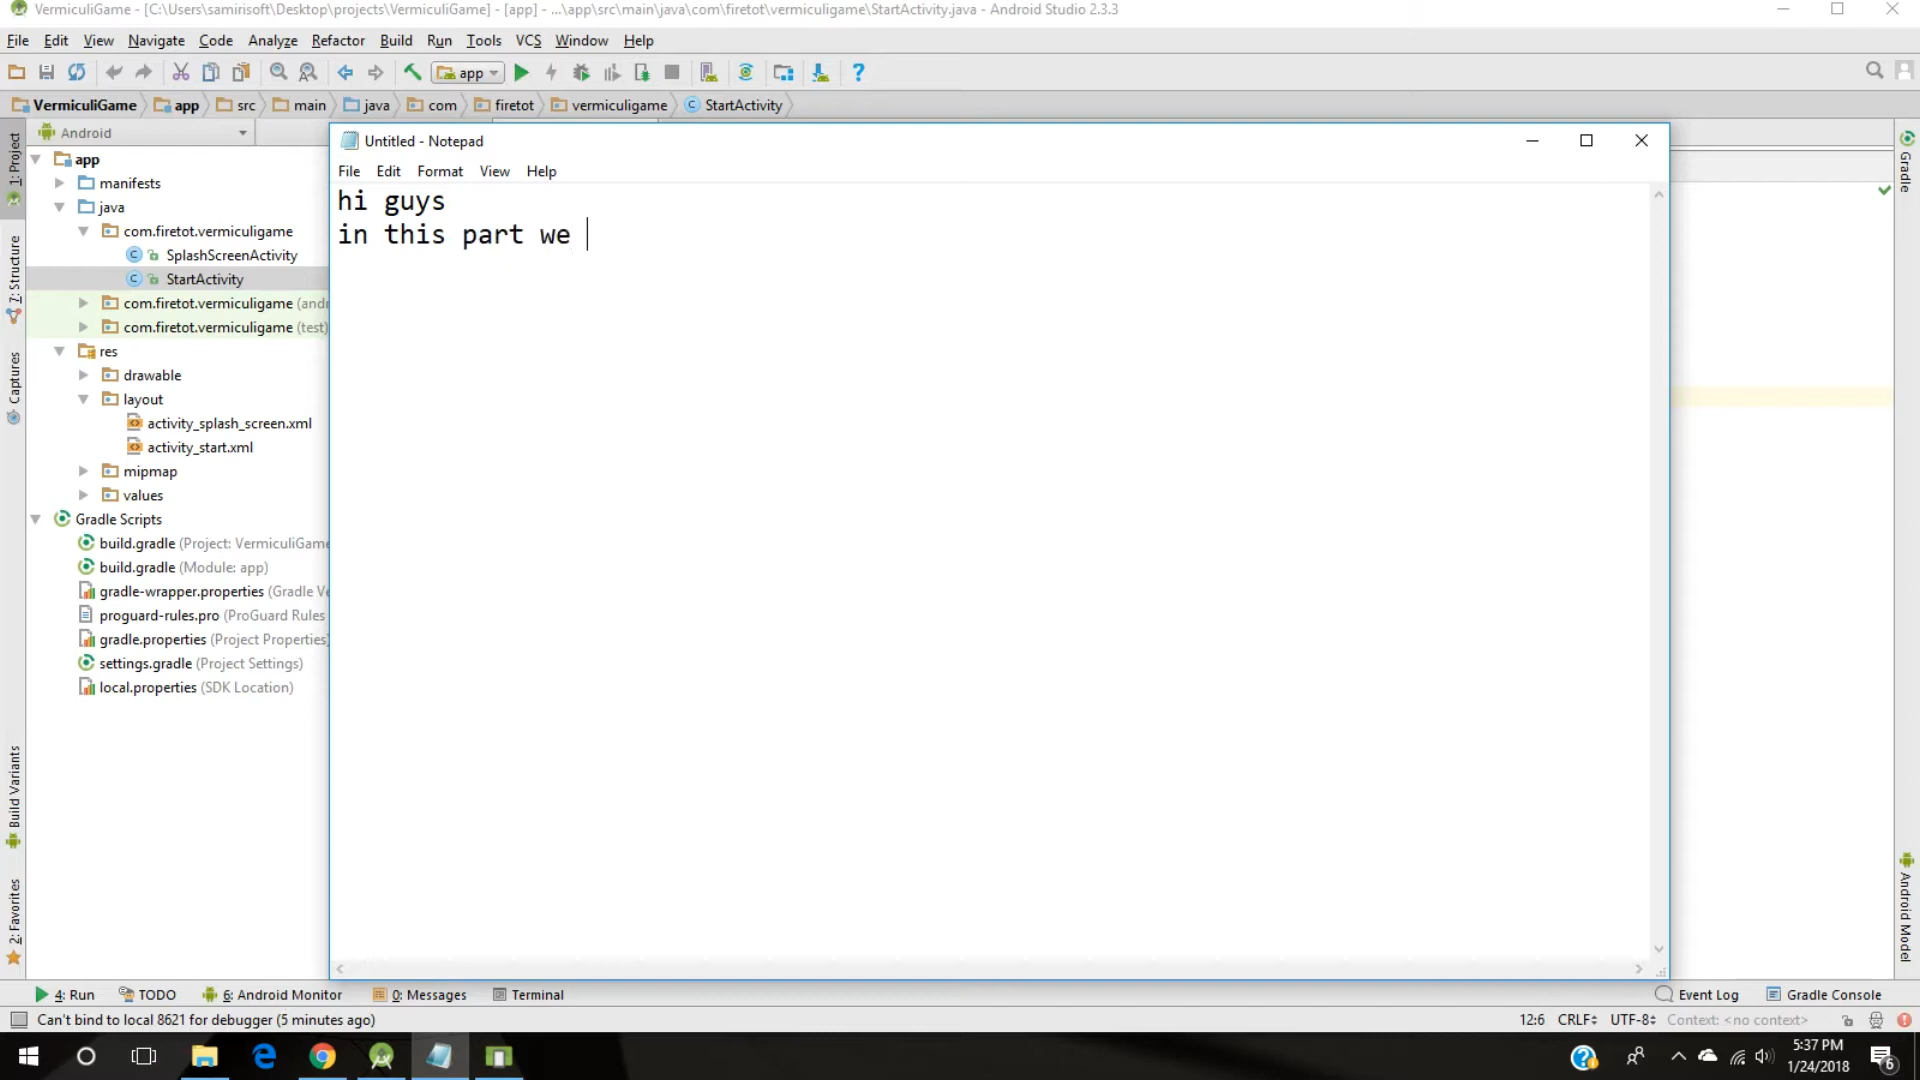 VermiculiGame - [C:\Users\samirisoft\Desktop\projects\VermiculiGame] - [app] - ...\app\src\main\java\com\firetot\vermiculigame\StartActivity.java - Android Studio 2.3.3
File Edit View Navigate Code Analyze Refactor Build Run Tools VCS Window Help
app
VermiculiGame app src main java com firetot vermiculigame StartActivity
1: Project
Android
Untitled - Notepad
File Edit Format View Help
hi guys
in this part we
app
manifests
java
com.firetot.vermiculigame
SplashScreenActivity
StartActivity
com.firetot.vermiculigame (andr
com.firetot.vermiculigame (test)
res
drawable
layout
activity_splash_screen.xml
activity_start.xml
mipmap
values
Gradle Scripts
build.gradle (Project: VermiculiGame
build.gradle (Module: app)
gradle-wrapper.properties (Gradle Ve
proguard-rules.pro (ProGuard Rules
gradle.properties (Project Properties)
settings.gradle (Project Settings)
local.properties (SDK Location)
7: Structure
Captures
Build Variants
2: Favorites
Gradle
Android Model
4: Run TODO 6: Android Monitor 0: Messages Terminal Event Log Gradle Console
Can't bind to local 8621 for debugger (5 minutes ago) 12:6 CRLF UTF-8 Context: <no context>
5:37 PM
1/24/2018
6